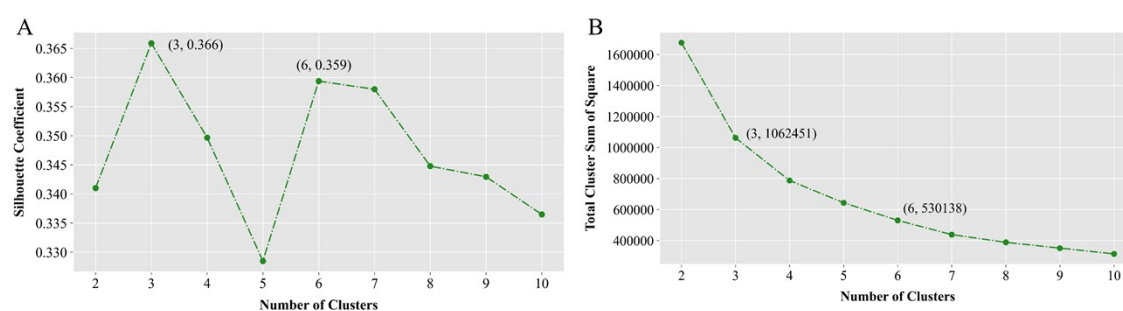 A
(3, 0.366)
(6, 0.359)
0.365
0.360
0.355
0.350
0.345
0.340
0.335
0.330
Silhouette Coefficient
2 3 4 5 6 7 8 9 10
Number of Clusters
B
(3, 1062451)
(6, 530138)
1600000
1400000
1200000
1000000
800000
600000
400000
Total Cluster Sum of Square
2 3 4 5 6 7 8 9 10
Number of Clusters